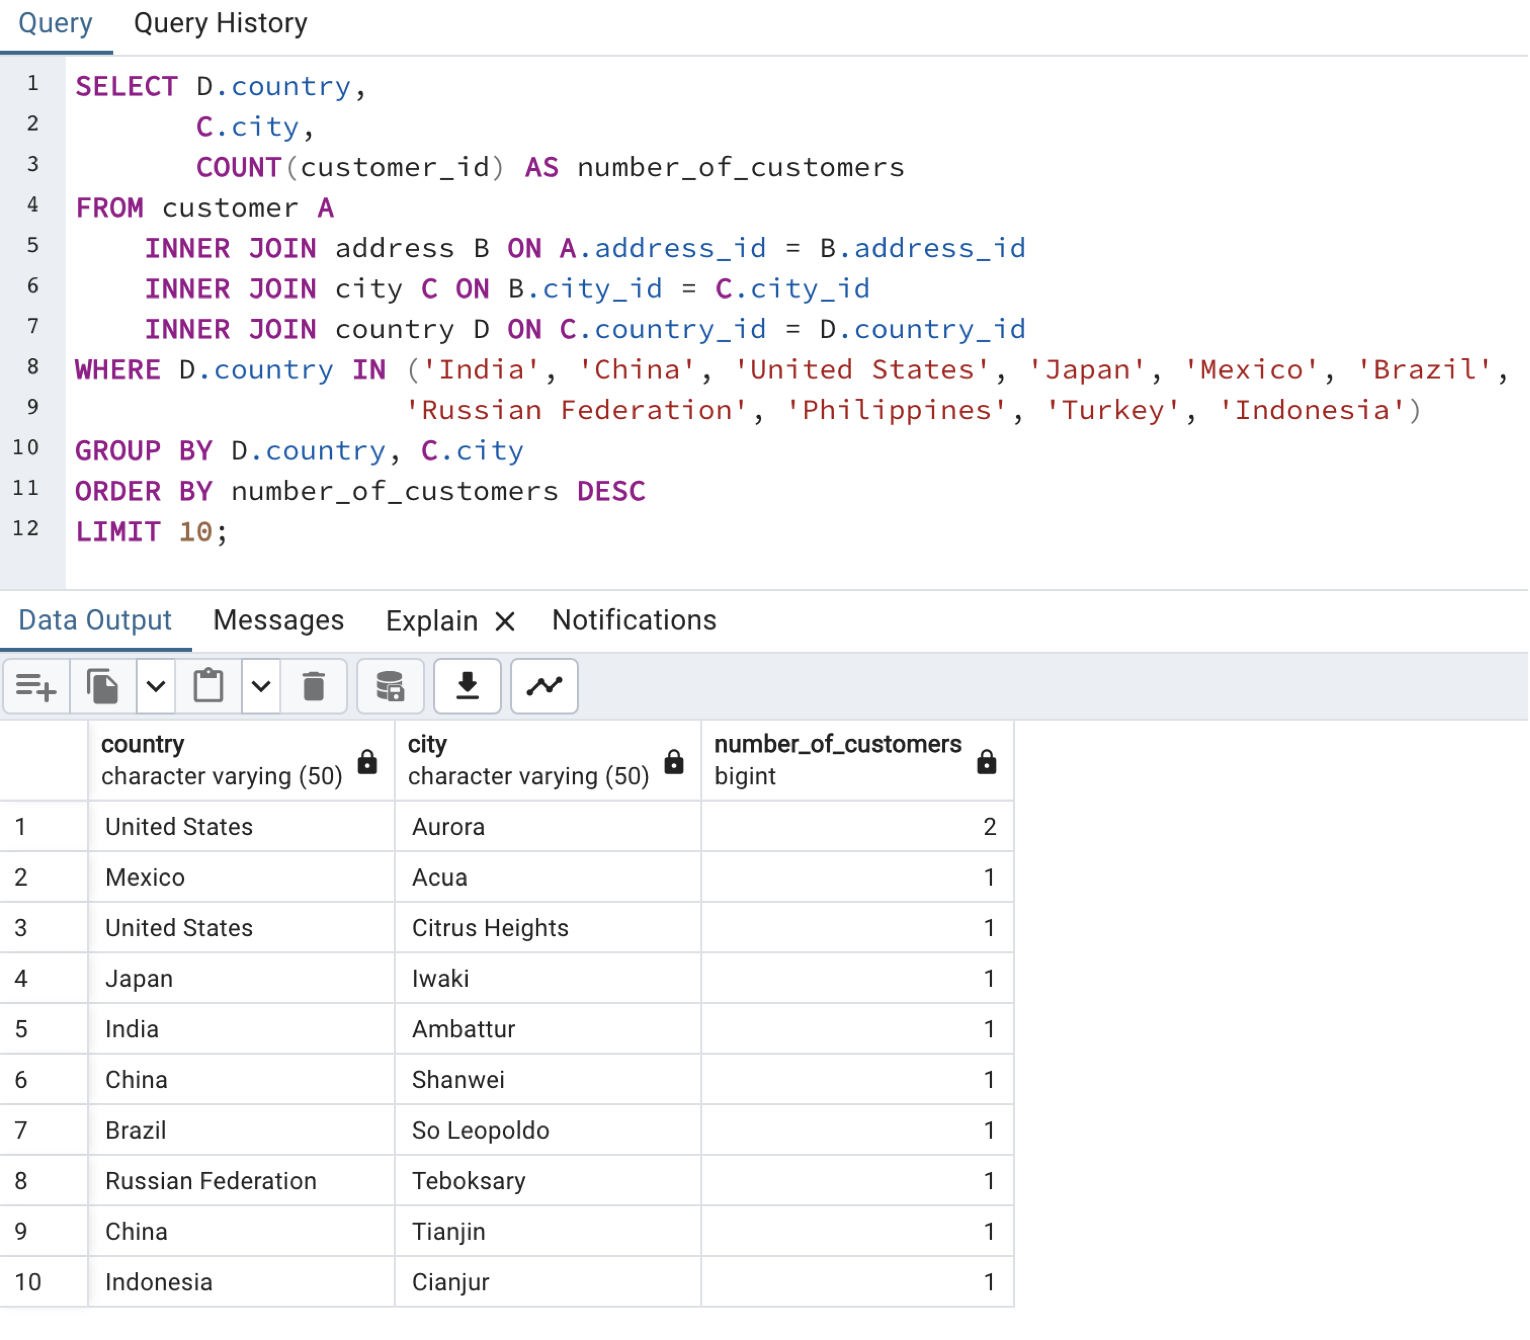 Query Query History
1 SELECT D.country,
2 C.city,
3 COUNT(customer_id) AS number_of_customers
4 FROM customer A
5 INNER JOIN address B ON A.address_id = B.address_id
6 INNER JOIN city C ON B.city_id = C.city_id
7 INNER JOIN country D ON C.country_id = D.country_id
8 WHERE D.country IN ('India', 'China', 'United States', 'Japan', 'Mexico', 'Brazil',
9 'Russian Federation', 'Philippines', 'Turkey', 'Indonesia')
10 GROUP BY D.country, C.city
11 ORDER BY number_of_customers DESC
12 LIMIT 10;
Data Output Messages Explain Notifications
country city number_of_customers
character varying (50) character varying (50) bigint
1 United States Aurora 2
2 Mexico Acua 1
3 United States Citrus Heights 1
4 Japan Iwaki 1
5 India Ambattur 1
6 China Shanwei 1
7 Brazil So Leopoldo 1
8 Russian Federation Teboksary 1
9 China Tianjin 1
10 Indonesia Cianjur 1